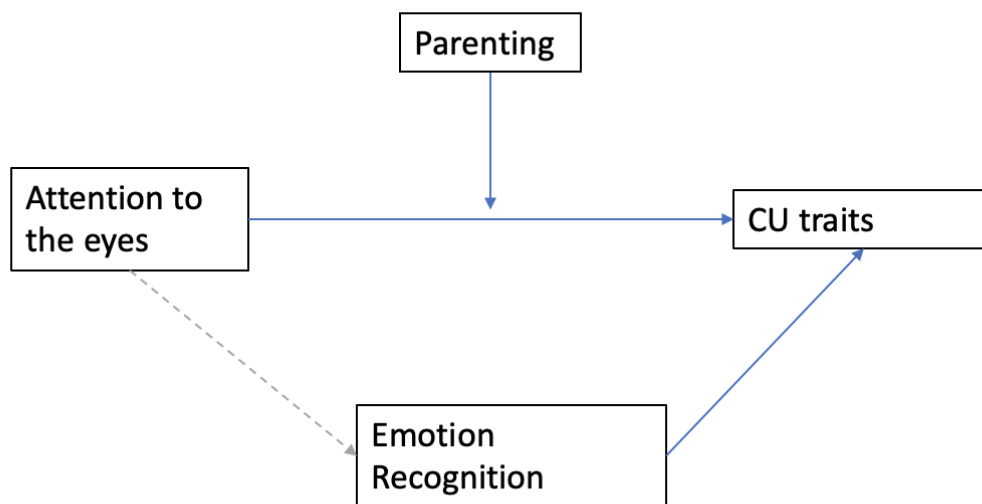 Parenting
Attention to
the eyes
CU traits
Emotion
Recognition